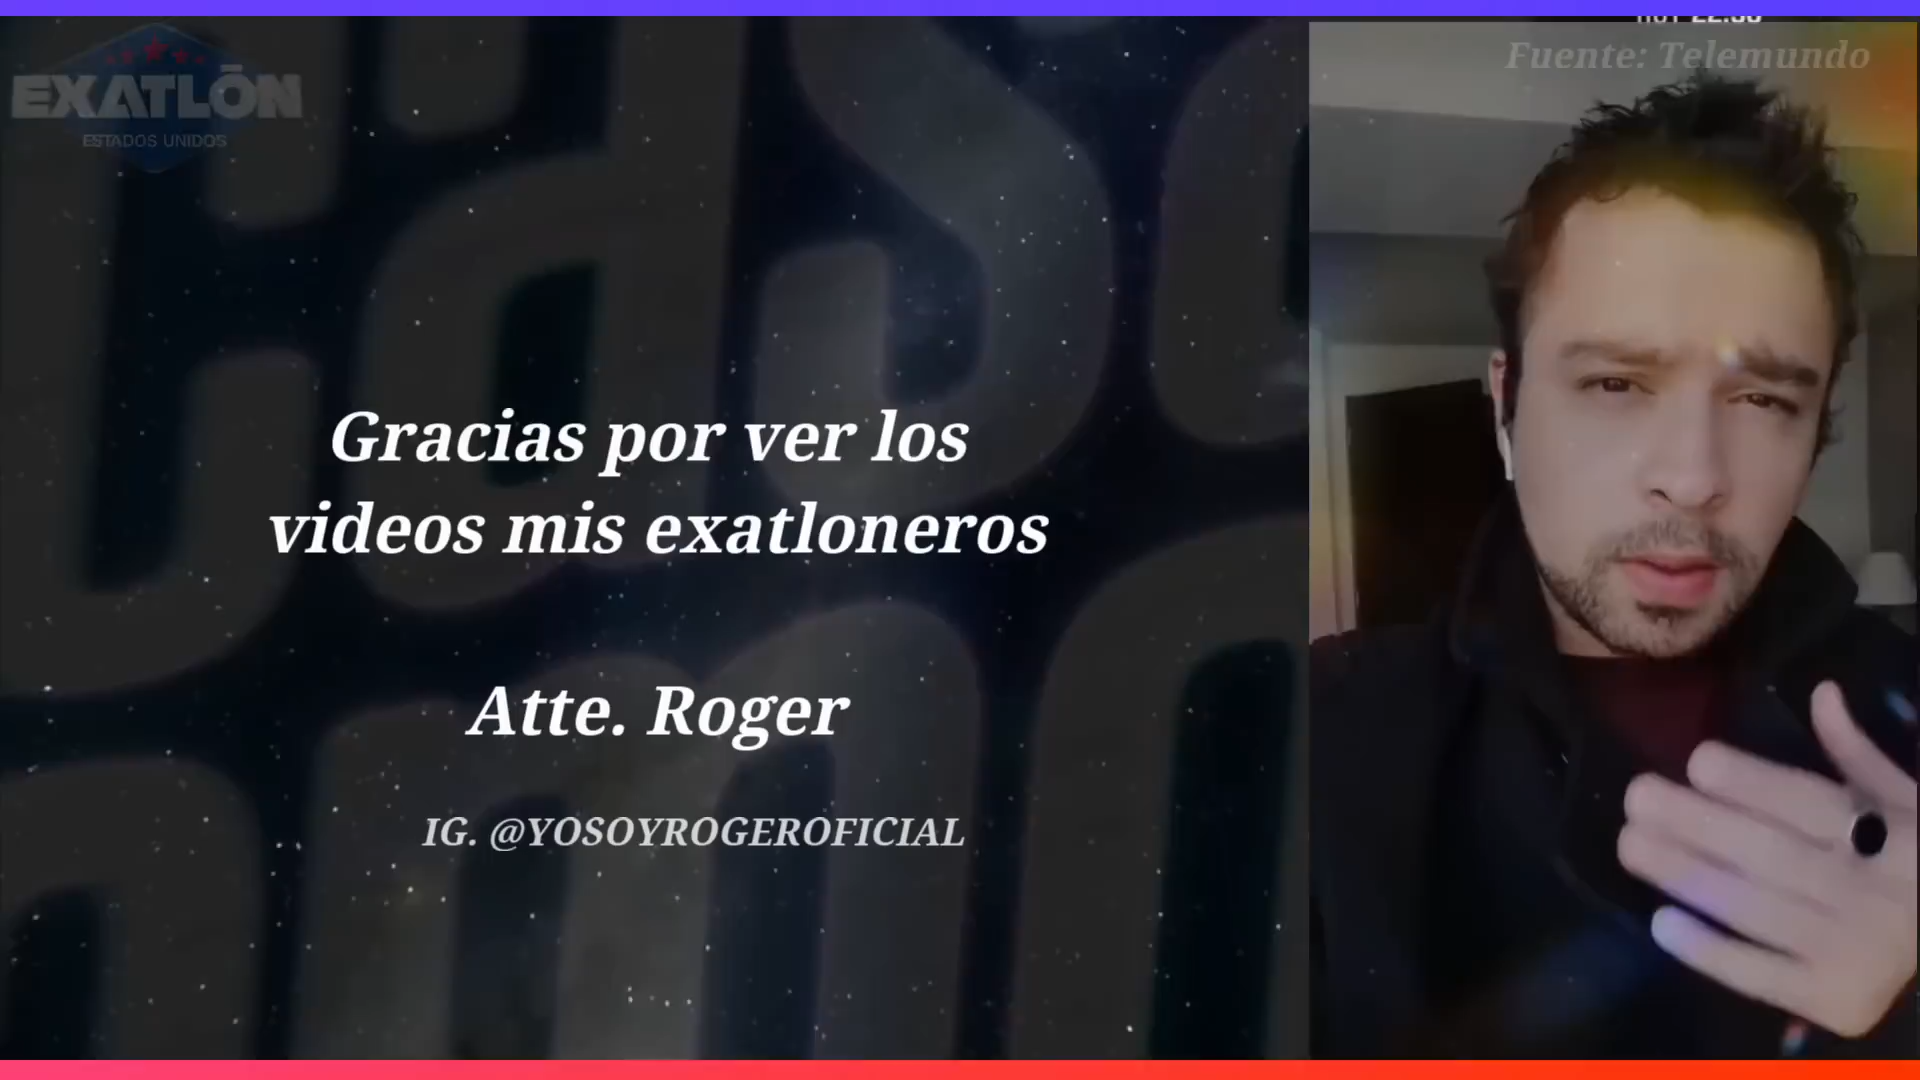 EXATLÓN
ESTADOS UNIDOS
Fuente: Telemundo
Gracias por ver los
videos mis exatloneros
Atte. Roger
IG. @YOSOYROGEROFICIAL